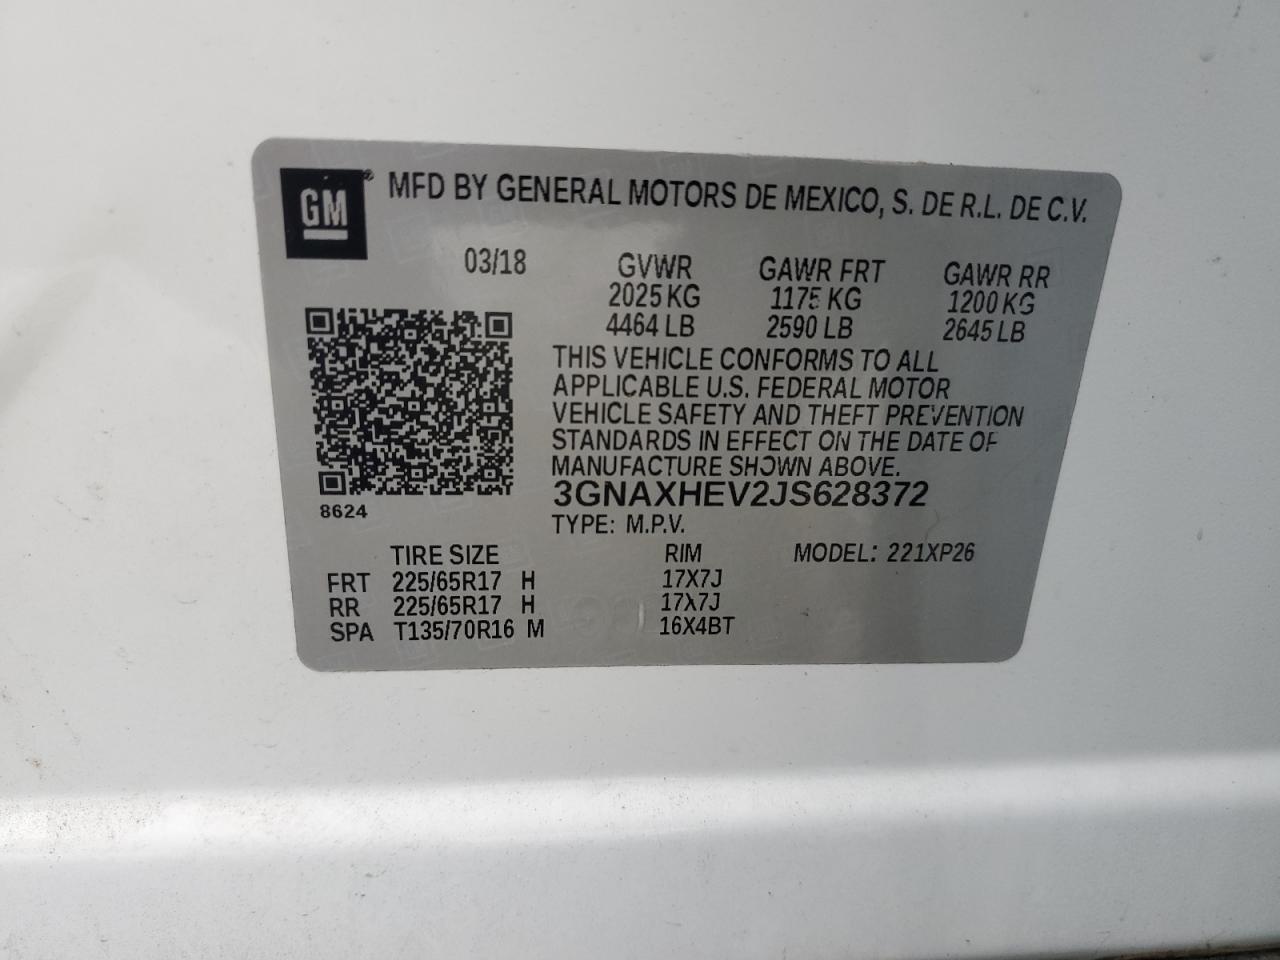 GM® MFD BY GENERAL MOTORS DE MEXICO, S. DE R.L. DE C.V.
03/18 GVWR GAWR FRT GAWR RR
2025 KG 1175 KG 1200 KG
4464 LB 2590 LB 2645 LB
THIS VEHICLE CONFORMS TO ALL
APPLICABLE U.S. FEDERAL MOTOR
VEHICLE SAFETY AND THEFT PREVENTION
STANDARDS IN EFFECT ON THE DATE OF
MANUFACTURE SHOWN ABOVE.
3GNAXHEV2JS628372
8624
TYPE: M.P.V.
TIRE SIZE RIM MODEL: 221XP26
FRT 225/65R17 H 17X7J
RR 225/65R17 H 17X7J
SPA T135/70R16 M 16X4BT